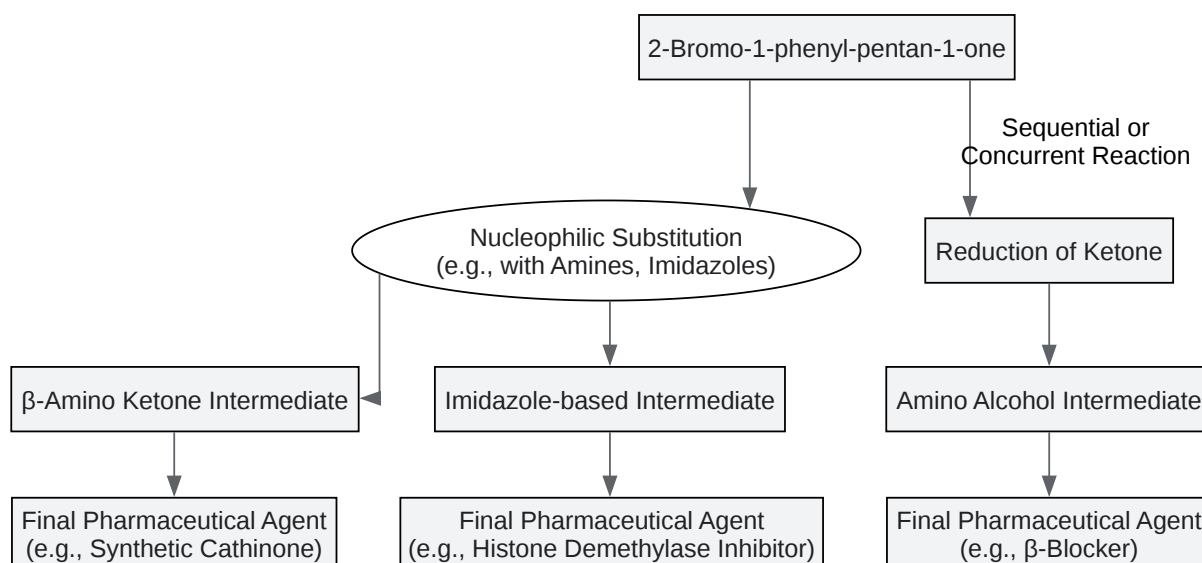 2-Bromo-1-phenyl-pentan-1-one
Sequential or
Concurrent Reaction
Nucleophilic Substitution
(e.g., with Amines, Imidazoles)
Reduction of Ketone
β-Amino Ketone Intermediate
Imidazole-based Intermediate
Amino Alcohol Intermediate
Final Pharmaceutical Agent
(e.g., Synthetic Cathinone)
Final Pharmaceutical Agent
(e.g., Histone Demethylase Inhibitor)
Final Pharmaceutical Agent
(e.g., β-Blocker)